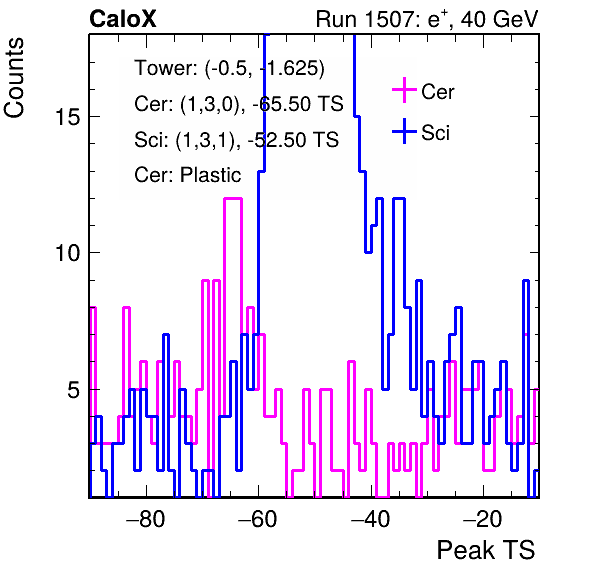 CaloX Run 1507: e⁺, 40 GeV
Counts
Tower: (-0.5, -1.625)
Cer: (1,3,0), -65.50 TS
Sci: (1,3,1), -52.50 TS
Cer: Plastic
Cer
Sci
15
10
5
−80 −60 −40 −20
Peak TS